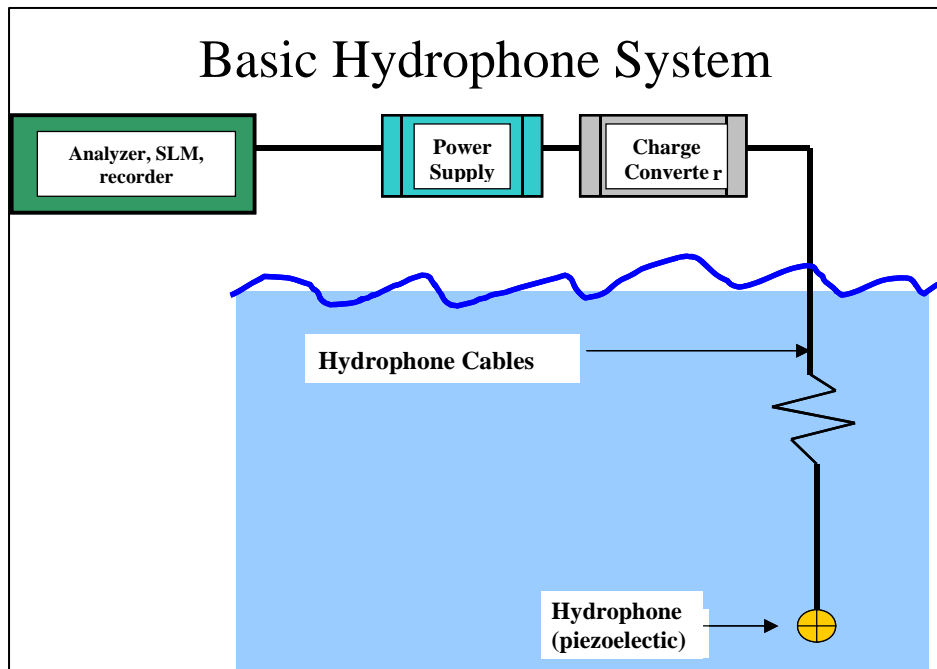 Basic Hydrophone System
Analyzer, SLM,
recorder
Power
Supply
Charge
Converte r
Hydrophone Cables
Hydrophone
(piezoelectic)